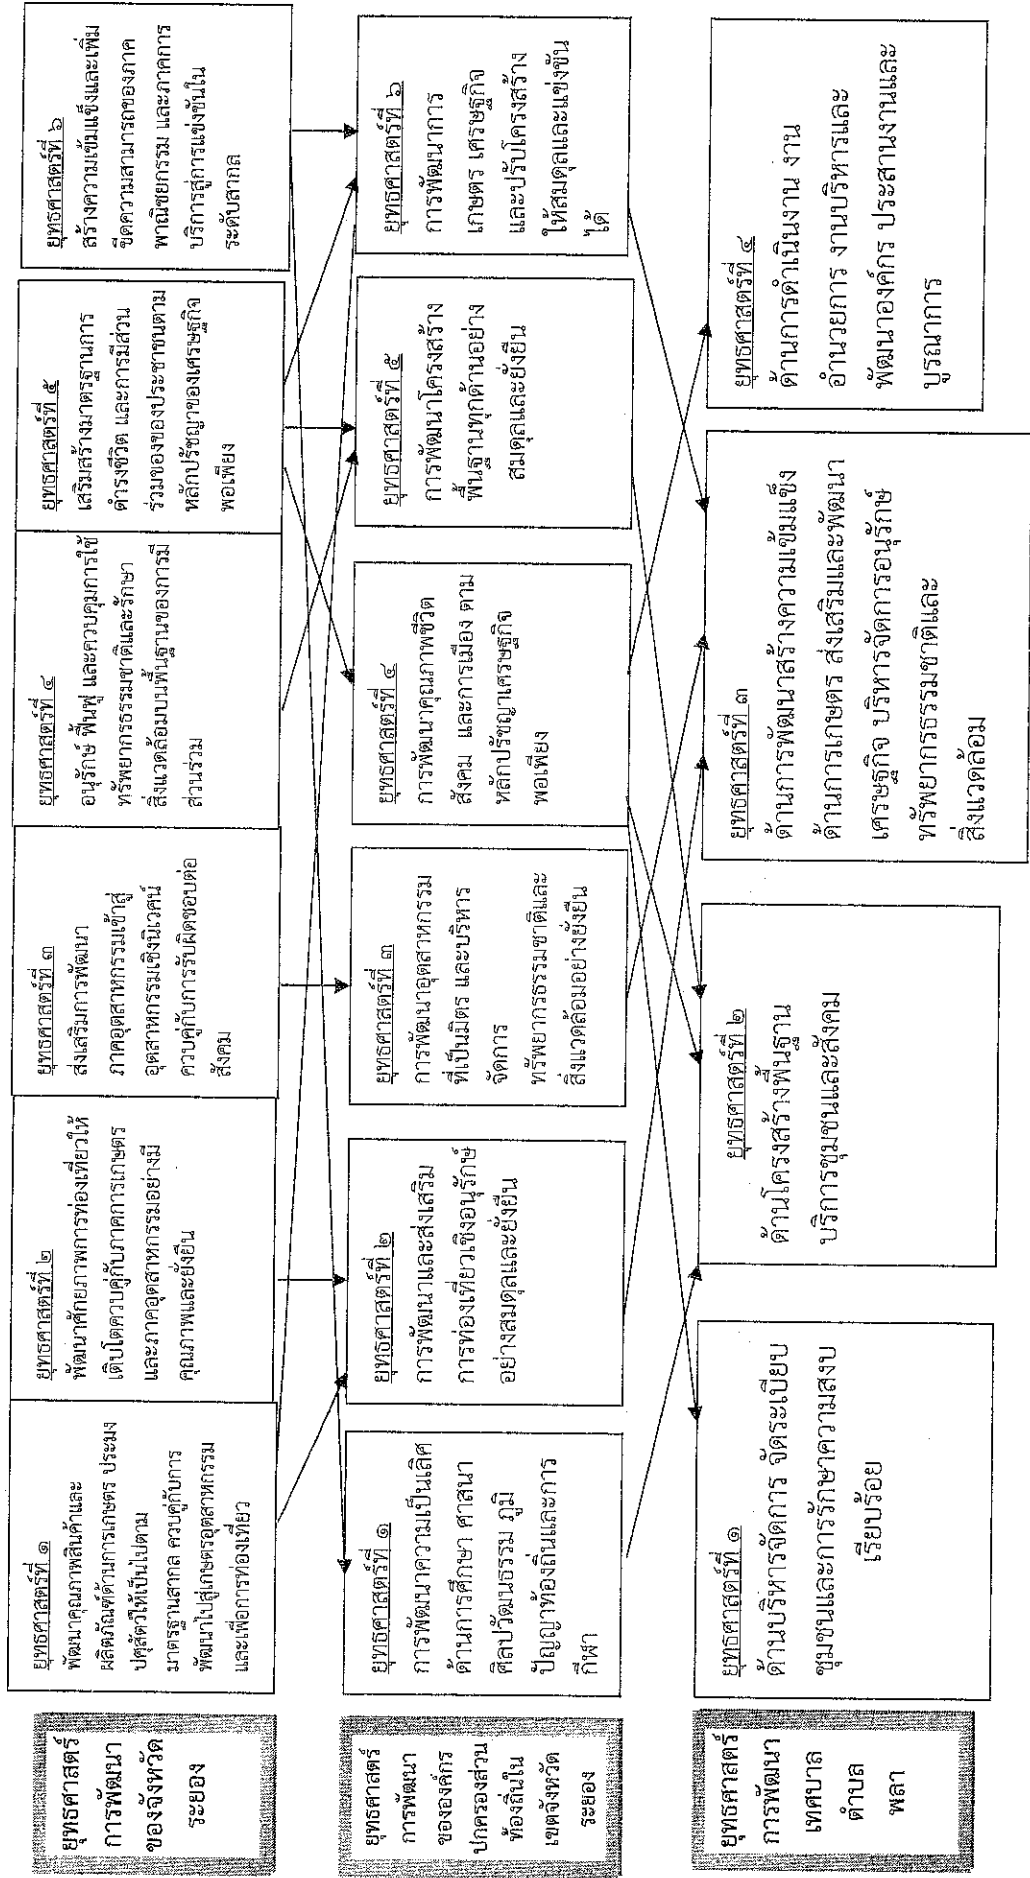 ยุทธศาสตร์
การพัฒนา
ของจังหวัด
ระยอง
ยุทธศาสตร์ที่ ๑
พัฒนาคุณภาพสินค้าและ
ผลิตภัณฑ์ด้านการเกษตร ประมง
ปศุสัตว์ให้เป็นไปตาม
มาตรฐานสากล ควบคู่กับการ
พัฒนาไปสู่เกษตรอุตสาหกรรม
และเพื่อการท่องเที่ยว
ยุทธศาสตร์ที่ ๒
พัฒนาศักยภาพการท่องเที่ยวให้
เติบโตควบคู่กับภาคการเกษตร
และภาคอุตสาหกรรมอย่างมี
คุณภาพและยั่งยืน
ยุทธศาสตร์ที่ ๓
ส่งเสริมการพัฒนา
ภาคอุตสาหกรรมเข้าสู่
อุตสาหกรรมเชิงนิเวศน์
ควบคู่กับการรับผิดชอบต่อ
สังคม
ยุทธศาสตร์ที่ ๔
อนุรักษ์ ฟื้นฟู และควบคุมการใช้
ทรัพยากรธรรมชาติและรักษา
สิ่งแวดล้อมบนพื้นฐานของการมี
ส่วนร่วม
ยุทธศาสตร์ที่ ๕
เสริมสร้างมาตรฐานการ
ดำรงชีวิต และการมีส่วน
ร่วมของของประชาชนตาม
หลักปรัชญาของเศรษฐกิจ
พอเพียง
ยุทธศาสตร์ที่ ๖
สร้างความเข้มแข็งและเพิ่ม
ขีดความสามารถของภาค
พาณิชยกรรม และภาคการ
บริการสู่การแข่งขันใน
ระดับสากล
ยุทธศาสตร์
การพัฒนา
ขององค์กร
ปกครองส่วน
ท้องถิ่นใน
เขตจังหวัด
ระยอง
ยุทธศาสตร์ที่ ๑
การพัฒนาความเป็นเลิศ
ด้านการศึกษา ศาสนา
ศิลปวัฒนธรรม ภูมิ
ปัญญาท้องถิ่นและการ
กีฬา
ยุทธศาสตร์ที่ ๒
การพัฒนาและส่งเสริม
การท่องเที่ยวเชิงอนุรักษ์
อย่างสมดุลและยั่งยืน
ยุทธศาสตร์ที่ ๓
การพัฒนาอุตสาหกรรม
ที่เป็นมิตร และบริหาร
จัดการ
ทรัพยากรธรรมชาติและ
สิ่งแวดล้อมอย่างยั่งยืน
ยุทธศาสตร์ที่ ๔
การพัฒนาคุณภาพชีวิต
สังคม และการเมือง ตาม
หลักปรัชญาเศรษฐกิจ
พอเพียง
ยุทธศาสตร์ที่ ๕
การพัฒนาโครงสร้าง
พื้นฐานทุกด้านอย่าง
สมดุลและยั่งยืน
ยุทธศาสตร์ที่ ๖
การพัฒนาการ
เกษตร เศรษฐกิจ
และปรับโครงสร้าง
ให้สมดุลและแข่งขัน
ได้
ยุทธศาสตร์
การพัฒนา
เทศบาล
ตำบล
พลา
ยุทธศาสตร์ที่ ๑
ด้านบริหารจัดการ จัดระเบียบ
ชุมชนและการรักษาความสงบ
เรียบร้อย
ยุทธศาสตร์ที่ ๒
ด้านโครงสร้างพื้นฐาน
บริการชุมชนและสังคม
ยุทธศาสตร์ที่ ๓
ด้านการพัฒนาสร้างความเข้มแข็ง
ด้านการเกษตร ส่งเสริมและพัฒนา
เศรษฐกิจ บริหารจัดการอนุรักษ์
ทรัพยากรธรรมชาติและ
สิ่งแวดล้อม
ยุทธศาสตร์ที่ ๔
ด้านการดำเนินงาน งาน
อำนวยการ งานบริหารและ
พัฒนาองค์กร ประสานงานและ
บูรณาการ